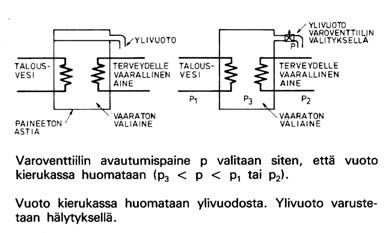 YLIVUOTO
TALOUS-
VESI
TERVEYDELLE
VAARALLINEN
AINE
PAINEETON
ASTIA
VAARATON
VÄLIAINE
YLIVUOTO
VAROVENTTIILIN
VÄLITYKSELLÄ
P1
TALOUS-
VESI
TERVEYDELLE
VAARALLINEN
AINE
P1
P3
P2
VAARATON
VÄLIAINE
Varoventtiilin avautumispaine p valitaan siten, että vuoto
kierukassa huomataan (p3 < p < p1 tai p2).
Vuoto kierukassa huomataan ylivuodosta. Ylivuoto varuste-
taan hälytyksellä.